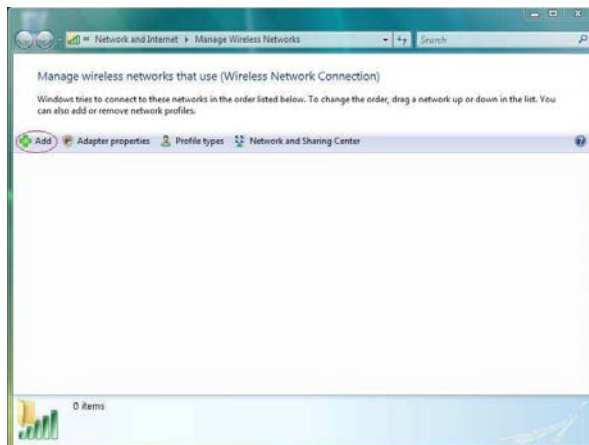 « Network and Internet ▸ Manage Wireless Networks
Search
Manage wireless networks that use (Wireless Network Connection)
Windows tries to connect to these networks in the order listed below. To change the order, drag a network up or down in the list. You
can also add or remove network profiles.
Add Adapter properties Profile types Network and Sharing Center
0 items